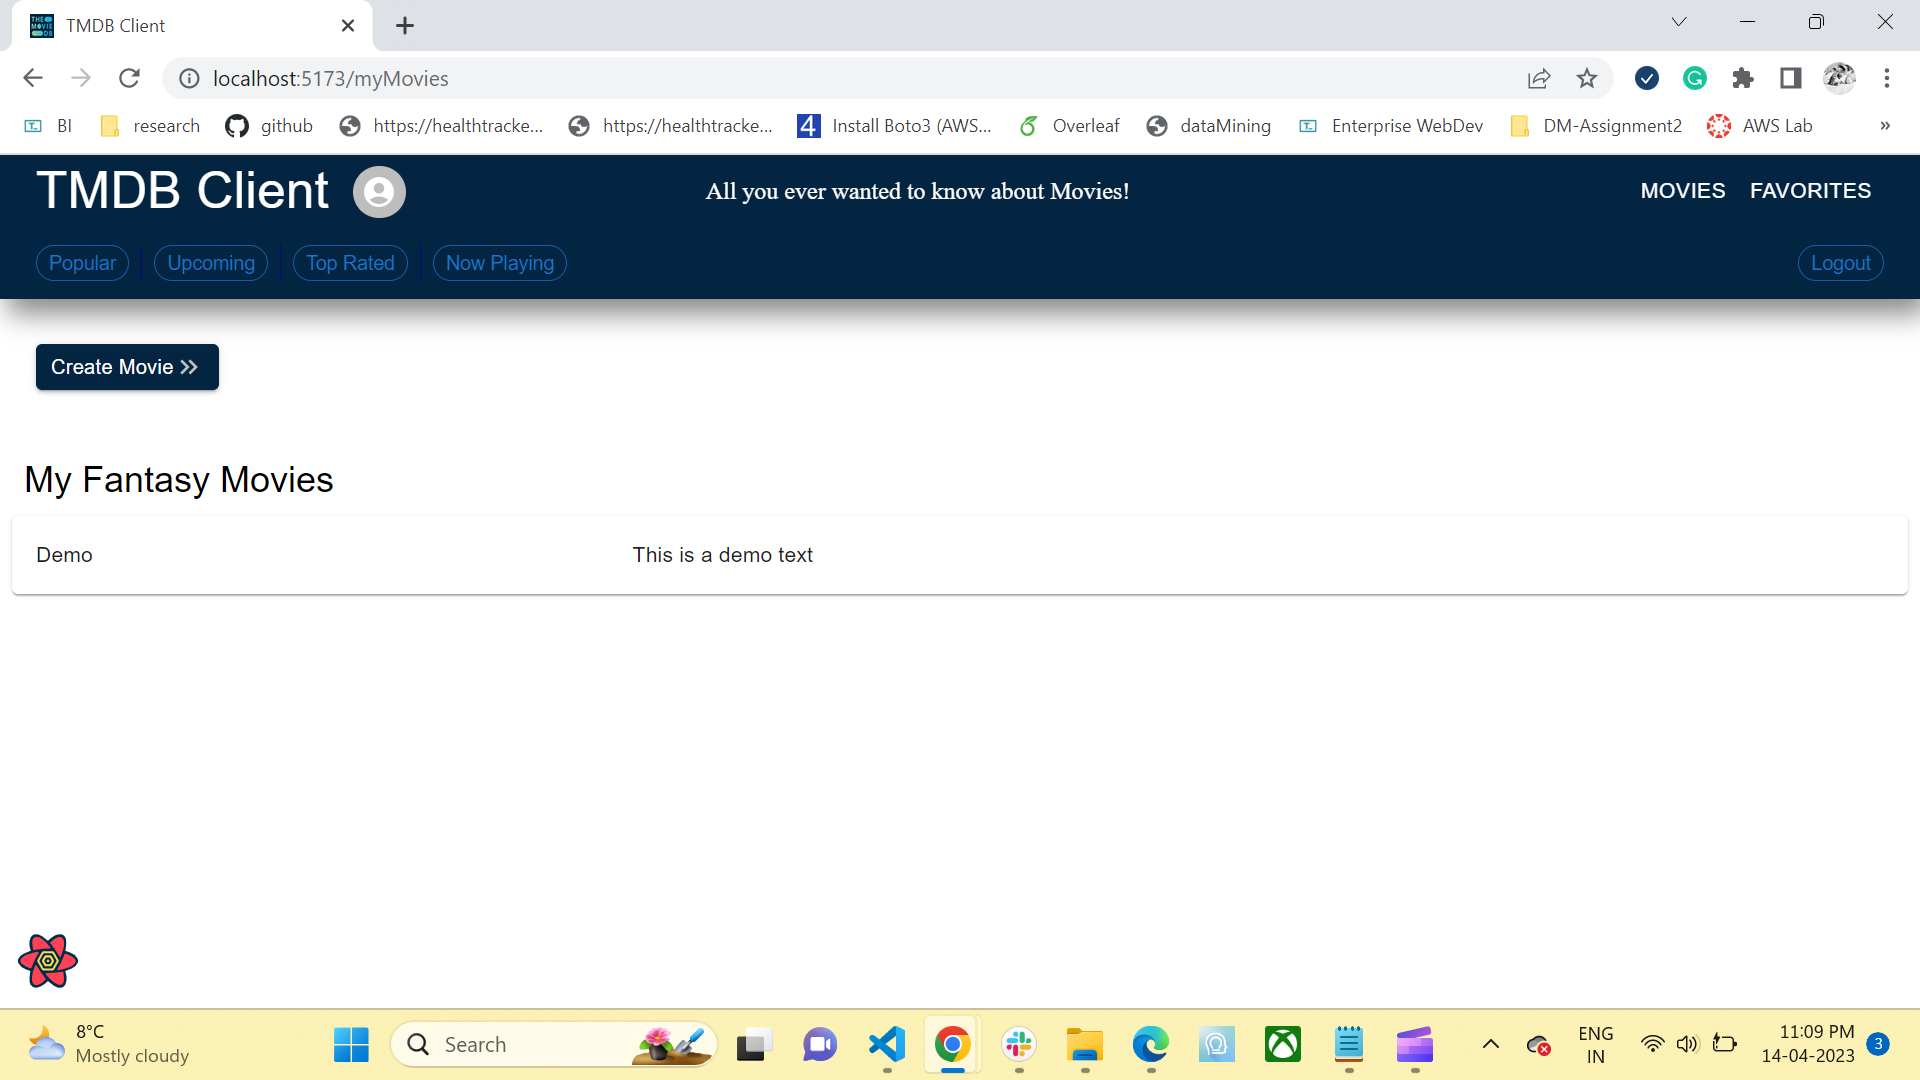 TMDB Client
localhost:5173/myMovies
BI research github https://healthtracke... https://healthtracke... 4 Install Boto3 (AWS... Overleaf dataMining Enterprise WebDev DM-Assignment2 AWS Lab »
TMDB Client All you ever wanted to know about Movies! MOVIES FAVORITES
Popular Upcoming Top Rated Now Playing Logout
Create Movie
My Fantasy Movies
Demo This is a demo text
8°C
Mostly cloudy
Search
ENG
IN
11:09 PM
14-04-2023
3